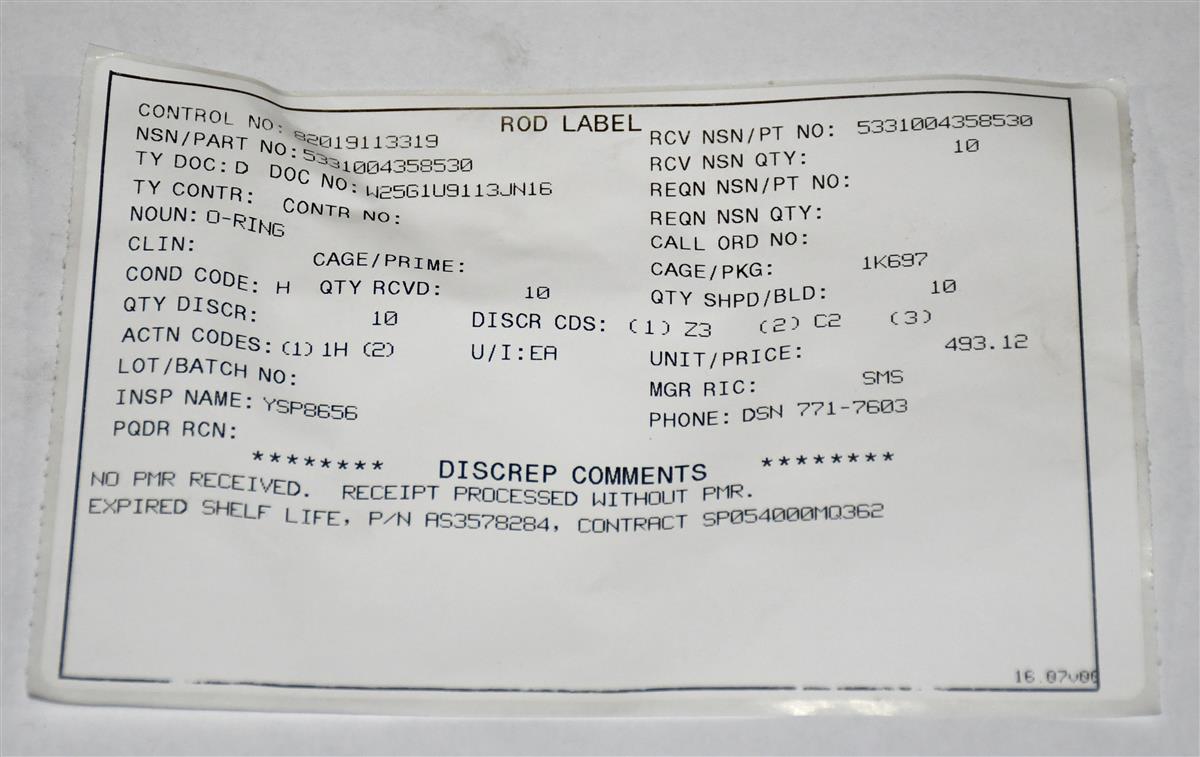 ROD LABEL
CONTROL NO: 82019113319 RCV NSN/PT NO: 5331004358530
NSN/PART NO: 5331004358530 RCV NSN QTY: 10
TY DOC: D DOC NO: W25G1U9113JN16 REQN NSN/PT NO:
TY CONTR: CONTR NO: REQN NSN QTY:
NOUN: O-RING CALL ORD NO:
CLIN: CAGE/PRIME: CAGE/PKG: 1K697
COND CODE: H QTY RCVD: 10 QTY SHPD/BLD: 10
QTY DISCR: 10 DISCR CDS: (1) Z3 (2) C2 (3)
ACTN CODES: (1) 1H (2) U/I: EA UNIT/PRICE: 493.12
LOT/BATCH NO: MGR RIC: SMS
INSP NAME: YSP8656 PHONE: DSN 771-7603
PQDR RCN:
******** DISCREP COMMENTS ********
NO PMR RECEIVED. RECEIPT PROCESSED WITHOUT PMR.
EXPIRED SHELF LIFE, P/N AS3578284, CONTRACT SP054000MQ362